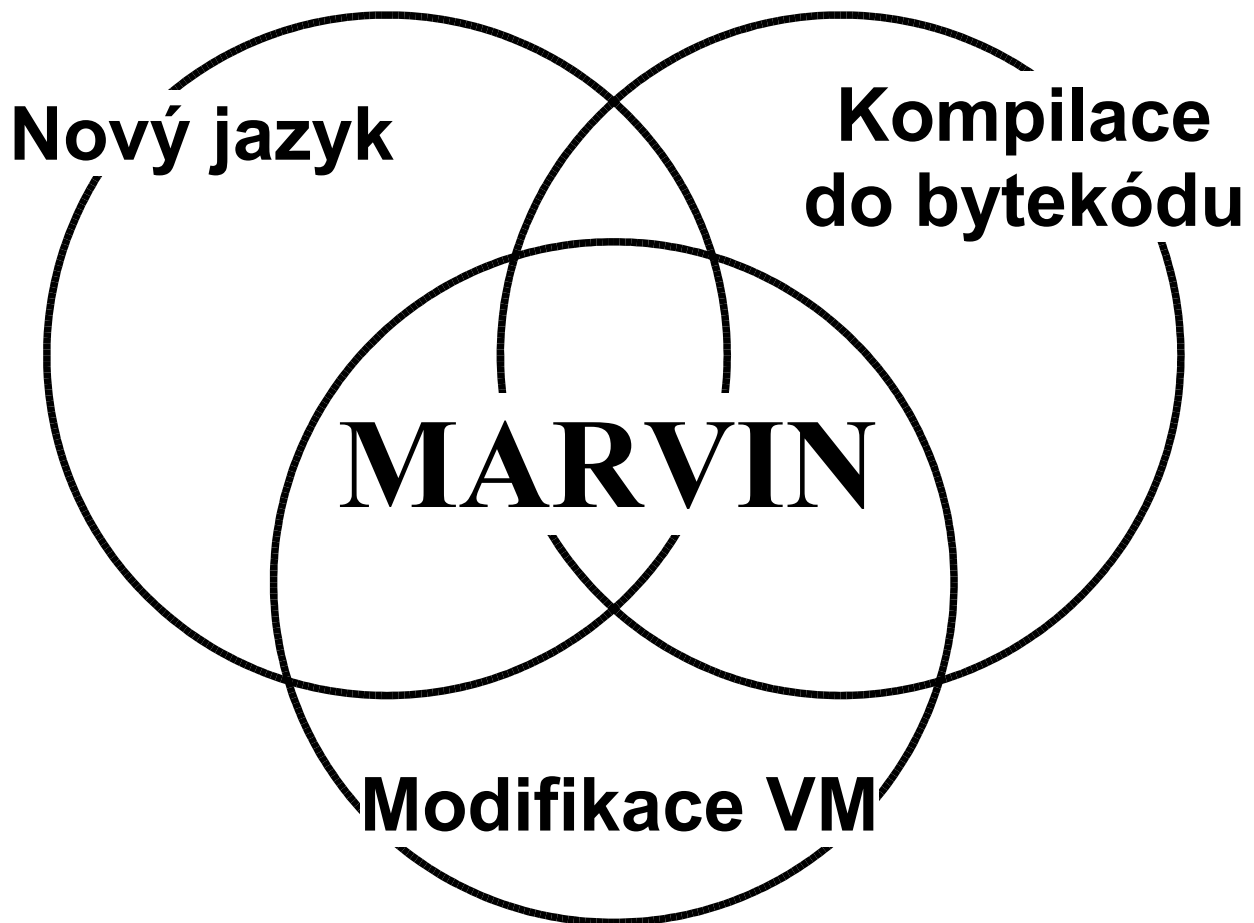 Nový jazyk
Kompilace
do bytekódu
MARVIN
Modifikace VM